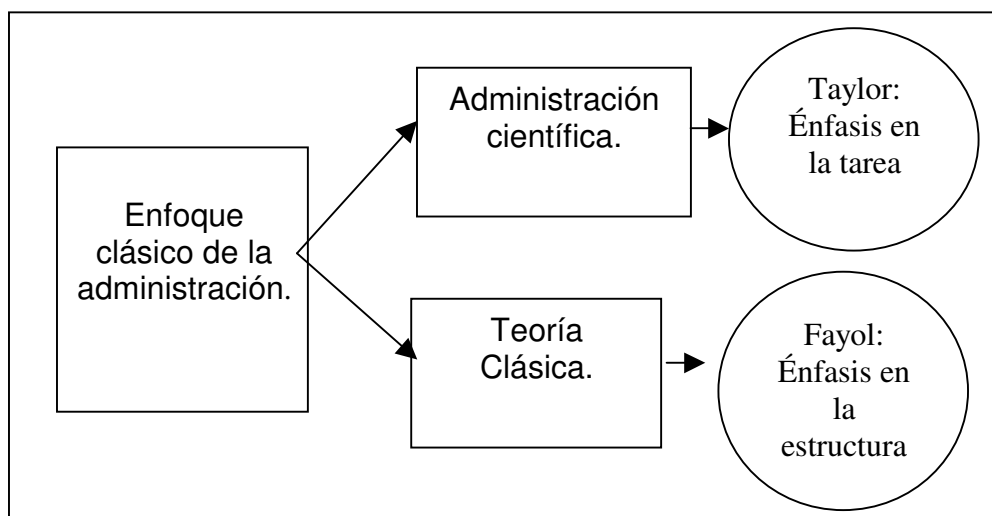 Enfoque
clásico de la
administración.
Administración
científica.
Taylor:
Énfasis en
la tarea
Teoría
Clásica.
Fayol:
Énfasis en
la
estructura